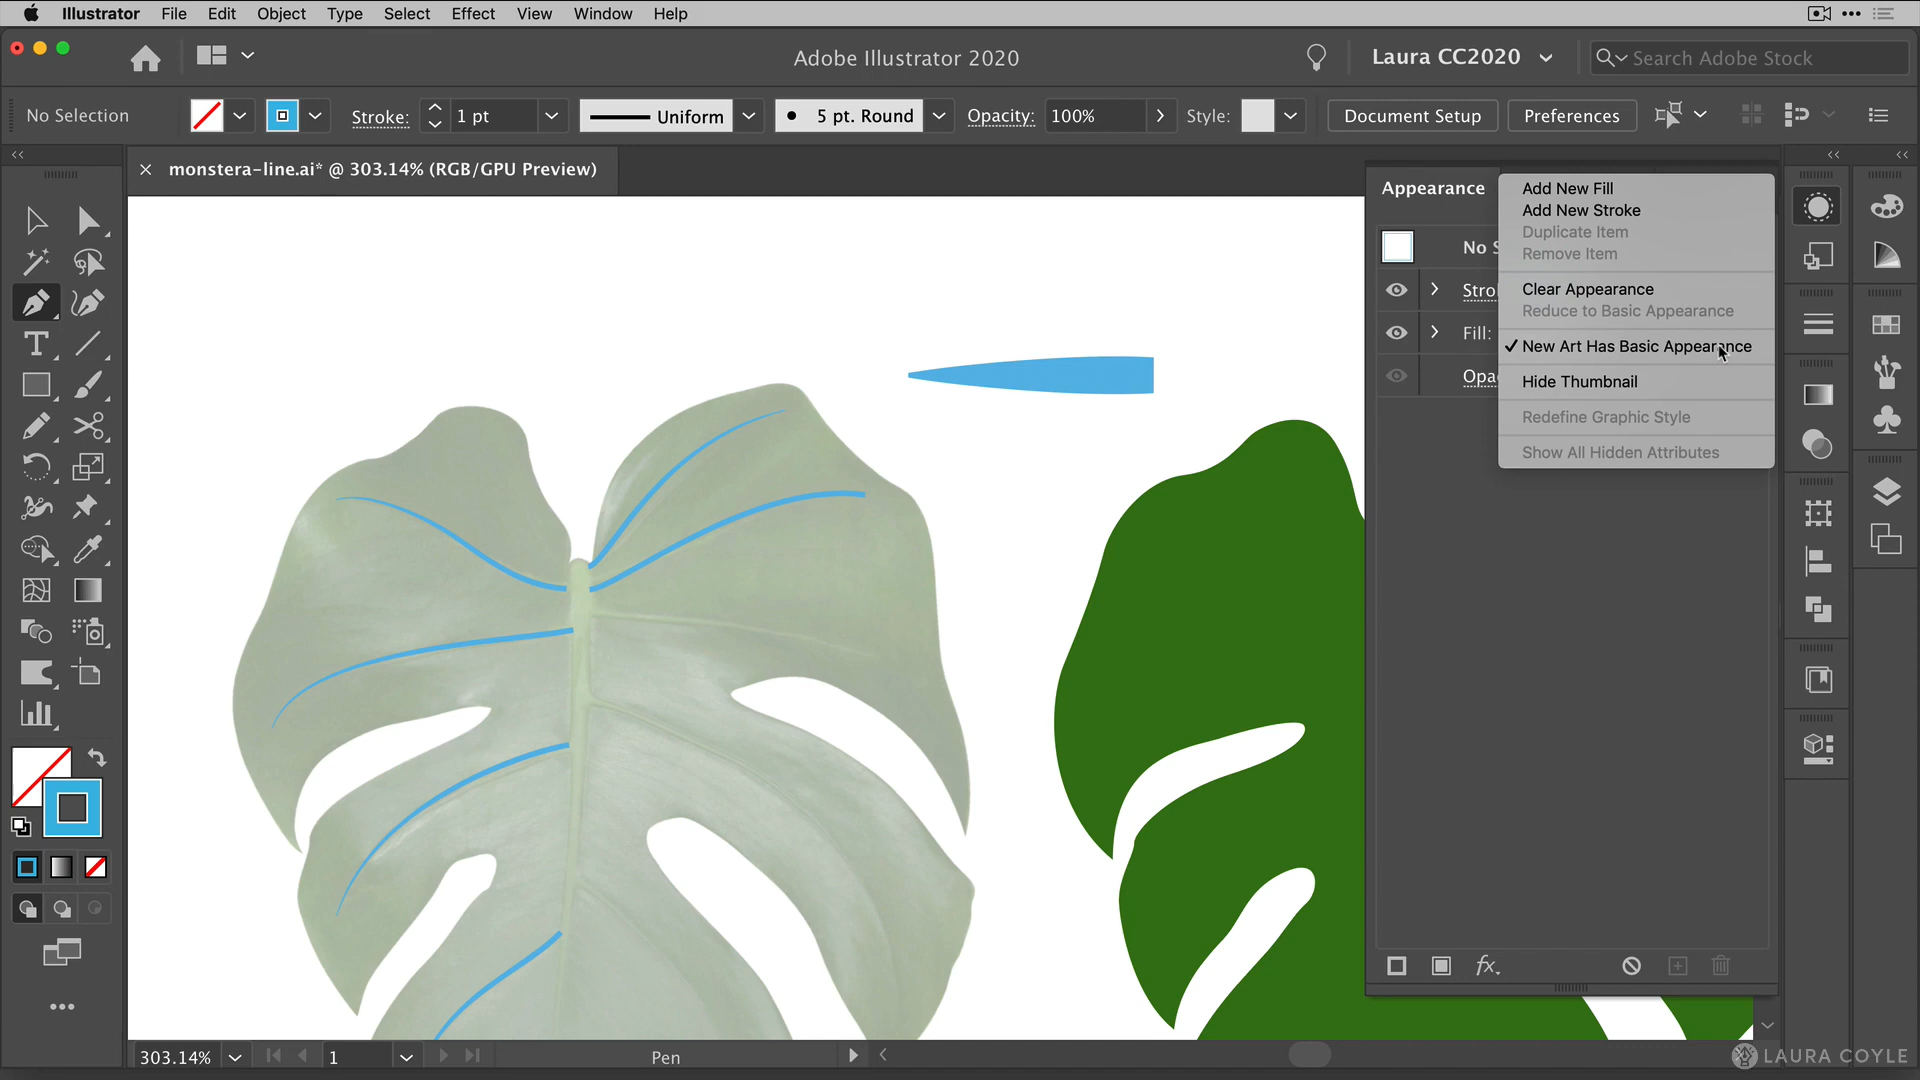 Illustrator File Edit Object Type Select Effect View Window Help
Adobe Illustrator 2020
Laura CC2020
Search Adobe Stock
No Selection
Stroke:
1 pt
Uniform
5 pt. Round
Opacity:
100%
Style:
Document Setup
Preferences
monstera-line.ai* @ 303.14% (RGB/GPU Preview)
Appearance
Add New Fill
Add New Stroke
Duplicate Item
Remove Item
No S
Clear Appearance
Stro
Reduce to Basic Appearance
Fill:
✓ New Art Has Basic Appearance
Opa
Hide Thumbnail
Redefine Graphic Style
Show All Hidden Attributes
fx
303.14%
1
Pen
LAURA COYLE